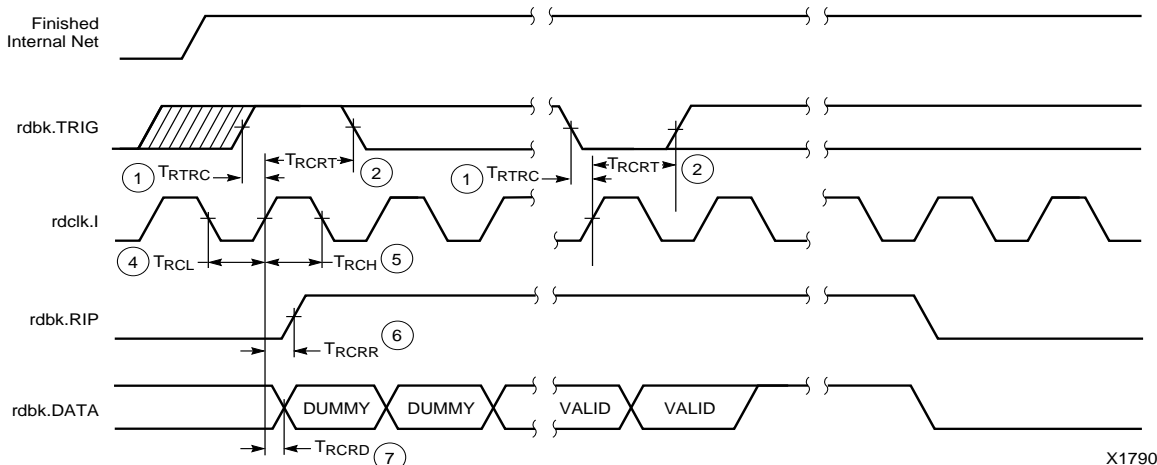 Finished
Internal Net
rdbk.TRIG
TRCRT
2
1
TRTRC
TRCRT
2
1
TRTRC
rdclk.I
4
TRCL
TRCH
5
rdbk.RIP
6
TRCRR
rdbk.DATA
DUMMY
DUMMY
VALID
VALID
TRCRD
7
X1790